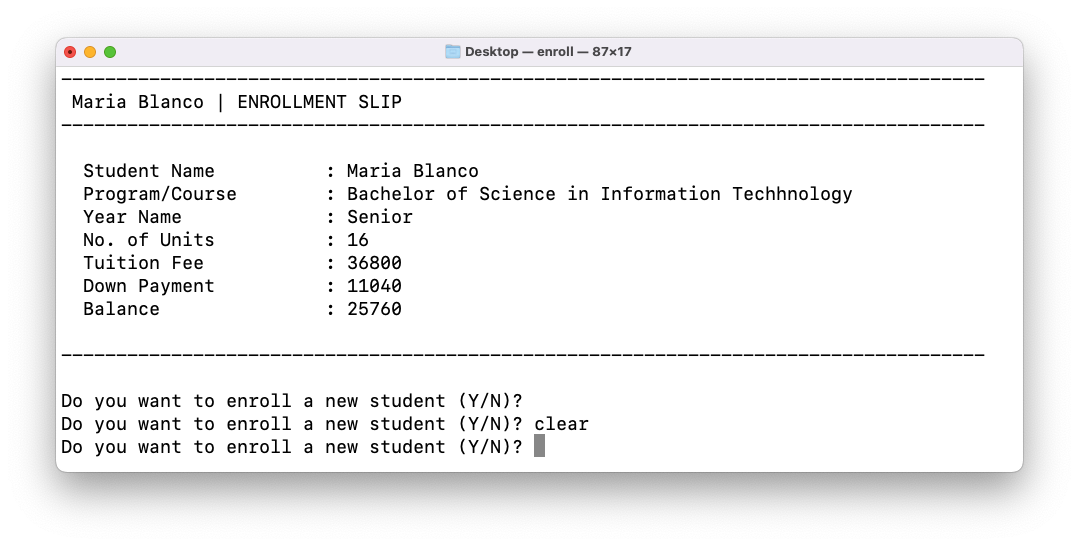 Desktop — enroll — 87×17
------------------------------------------------------------------------------------
Maria Blanco | ENROLLMENT SLIP
------------------------------------------------------------------------------------
Student Name : Maria Blanco
Program/Course : Bachelor of Science in Information Techhnology
Year Name : Senior
No. of Units : 16
Tuition Fee : 36800
Down Payment : 11040
Balance : 25760
------------------------------------------------------------------------------------
Do you want to enroll a new student (Y/N)?
Do you want to enroll a new student (Y/N)? clear
Do you want to enroll a new student (Y/N)?